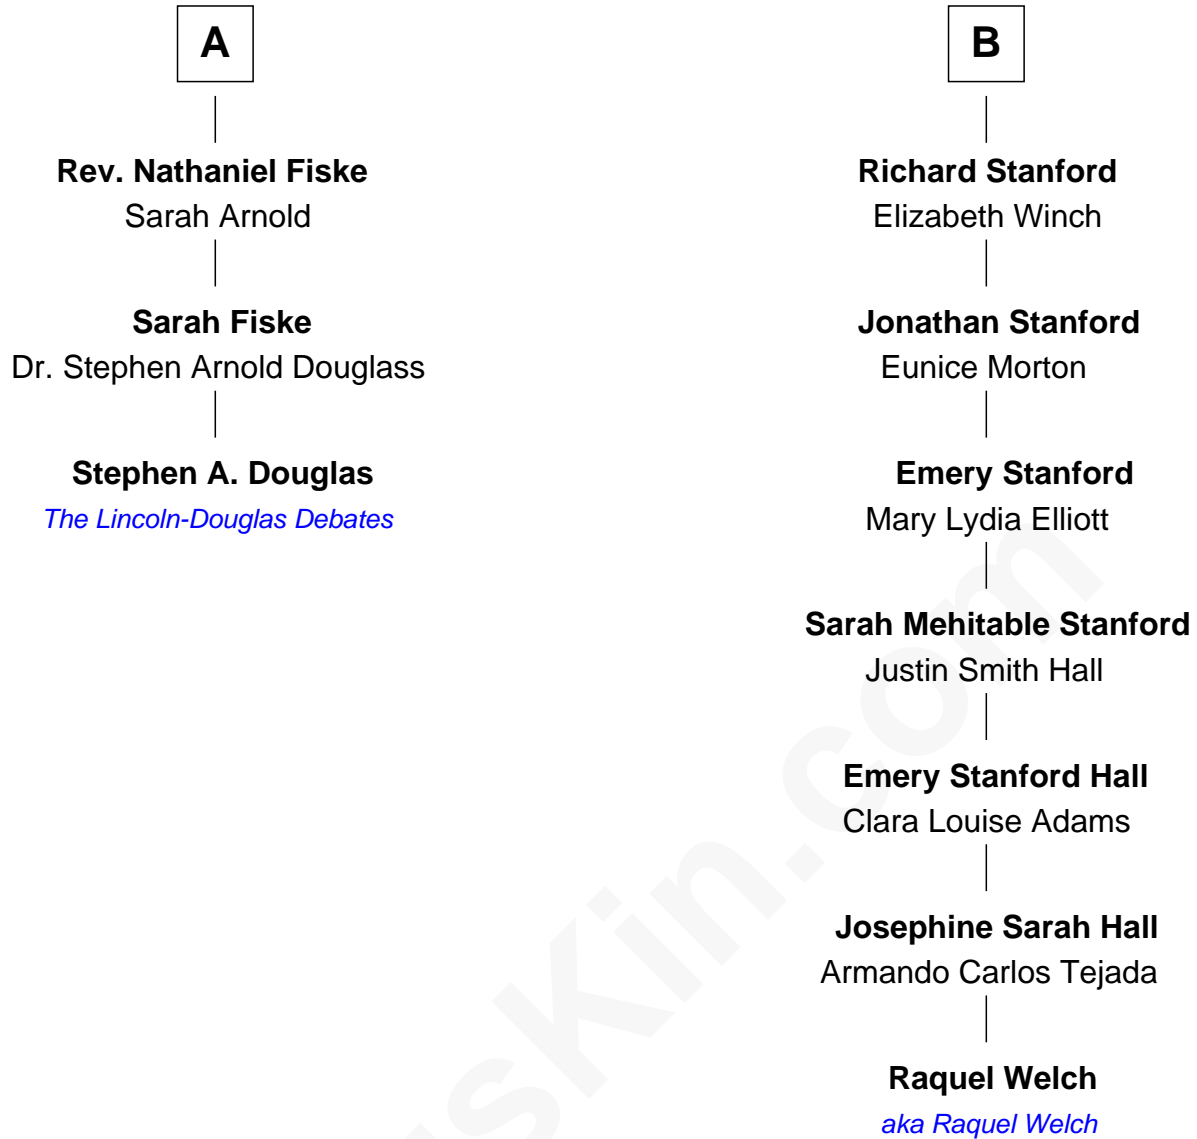 A
Rev. Nathaniel Fiske
Sarah Arnold
Sarah Fiske
Dr. Stephen Arnold Douglass
Stephen A. Douglas
The Lincoln-Douglas Debates
B
Richard Stanford
Elizabeth Winch
Jonathan Stanford
Eunice Morton
Emery Stanford
Mary Lydia Elliott
Sarah Mehitable Stanford
Justin Smith Hall
Emery Stanford Hall
Clara Louise Adams
Josephine Sarah Hall
Armando Carlos Tejada
Raquel Welch
aka Raquel Welch